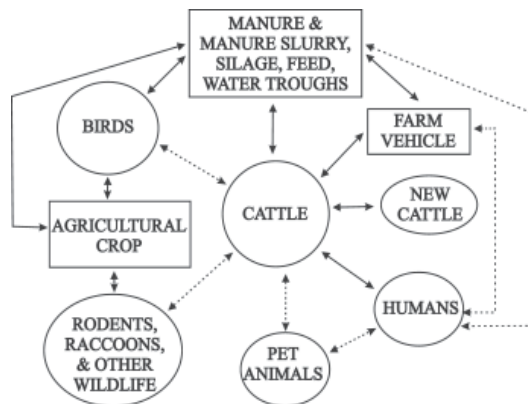 MANURE &
MANURE SLURRY,
SILAGE, FEED,
WATER TROUGHS
BIRDS
FARM
VEHICLE
CATTLE
NEW
CATTLE
AGRICULTURAL
CROP
HUMANS
RODENTS,
RACCOONS,
& OTHER
WILDLIFE
PET
ANIMALS